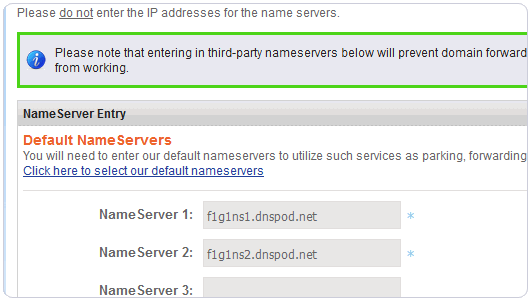 Please do not enter the IP addresses for the name servers.
Please note that entering in third-party nameservers below will prevent domain forward
from working.
NameServer Entry
Default NameServers
You will need to enter our default nameservers to utilize such services as parking, forwarding
Click here to select our default nameservers
NameServer 1: f1g1ns1.dnspod.net *
NameServer 2: f1g1ns2.dnspod.net *
NameServer 3: